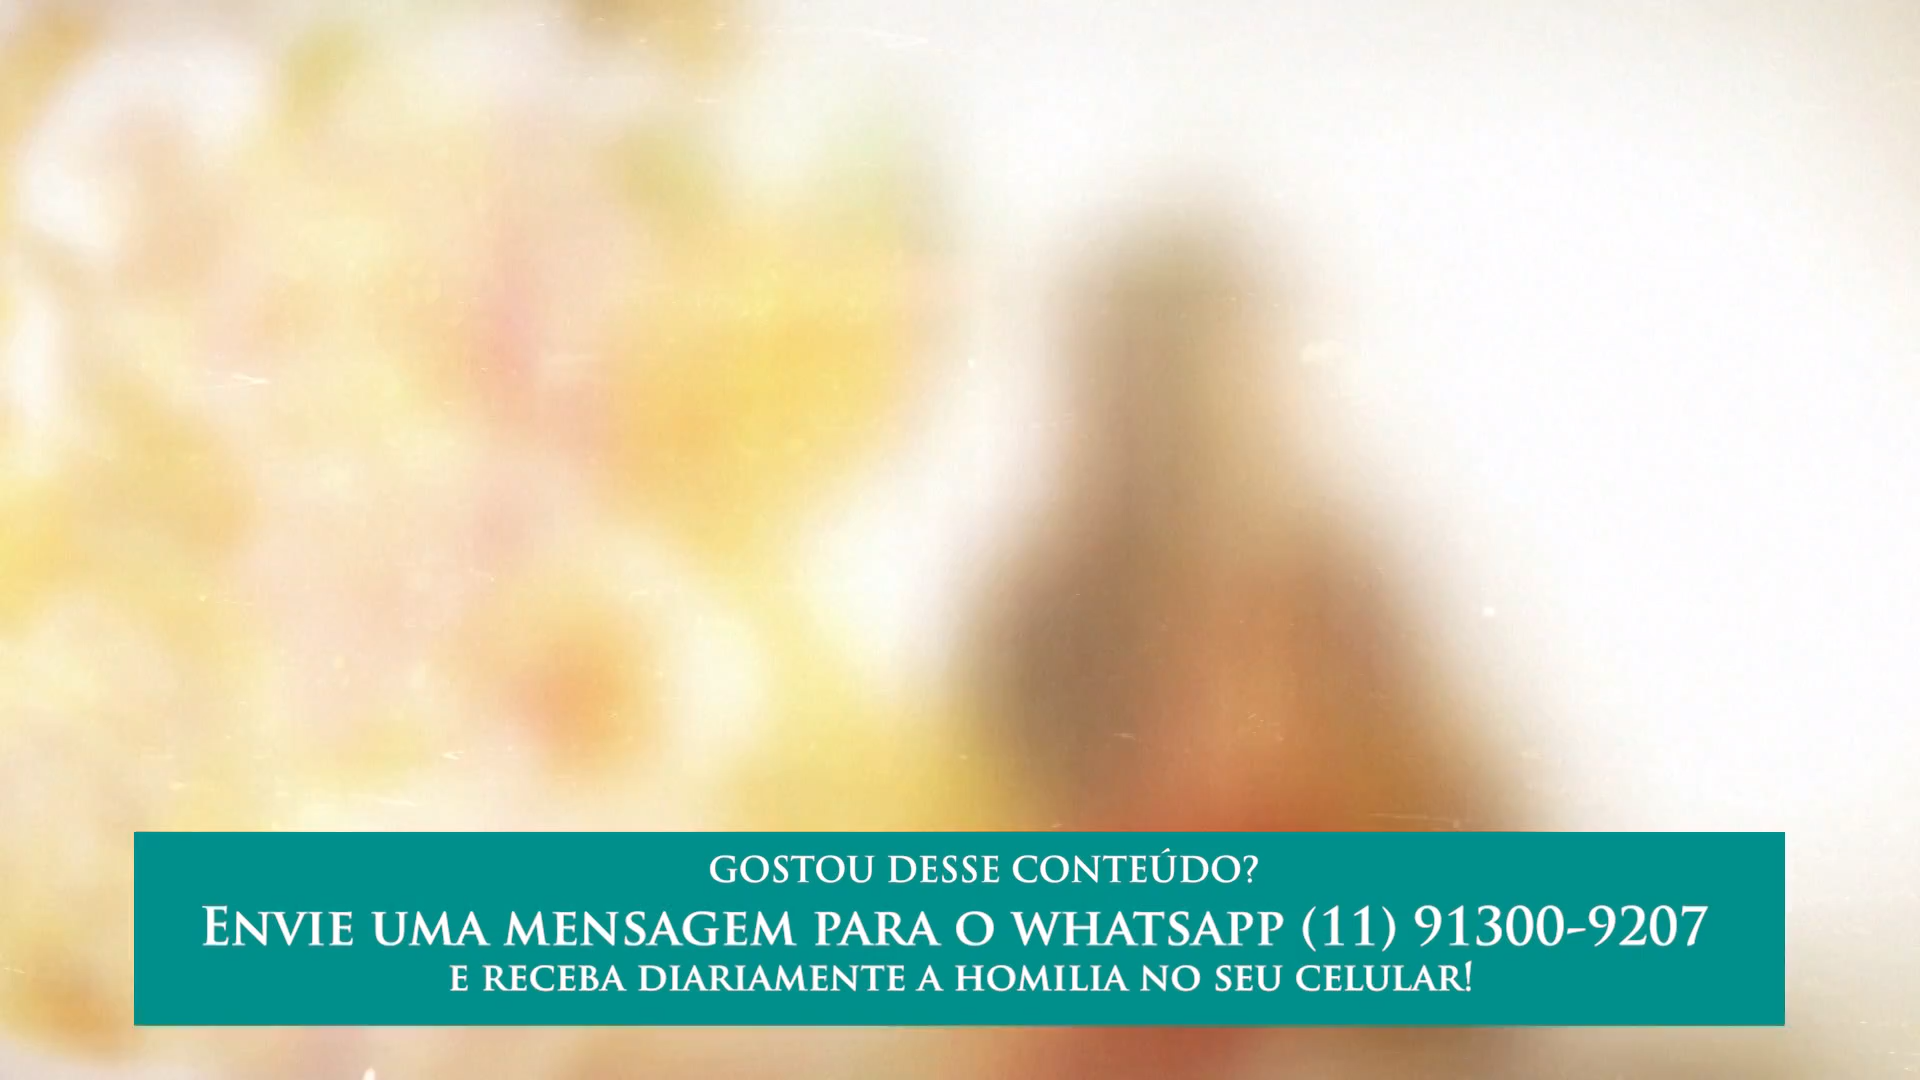 GOSTOU DESSE CONTEÚDO?
ENVIE UMA MENSAGEM PARA O WHATSAPP (11) 91300-9207
E RECEBA DIARIAMENTE A HOMILIA NO SEU CELULAR!